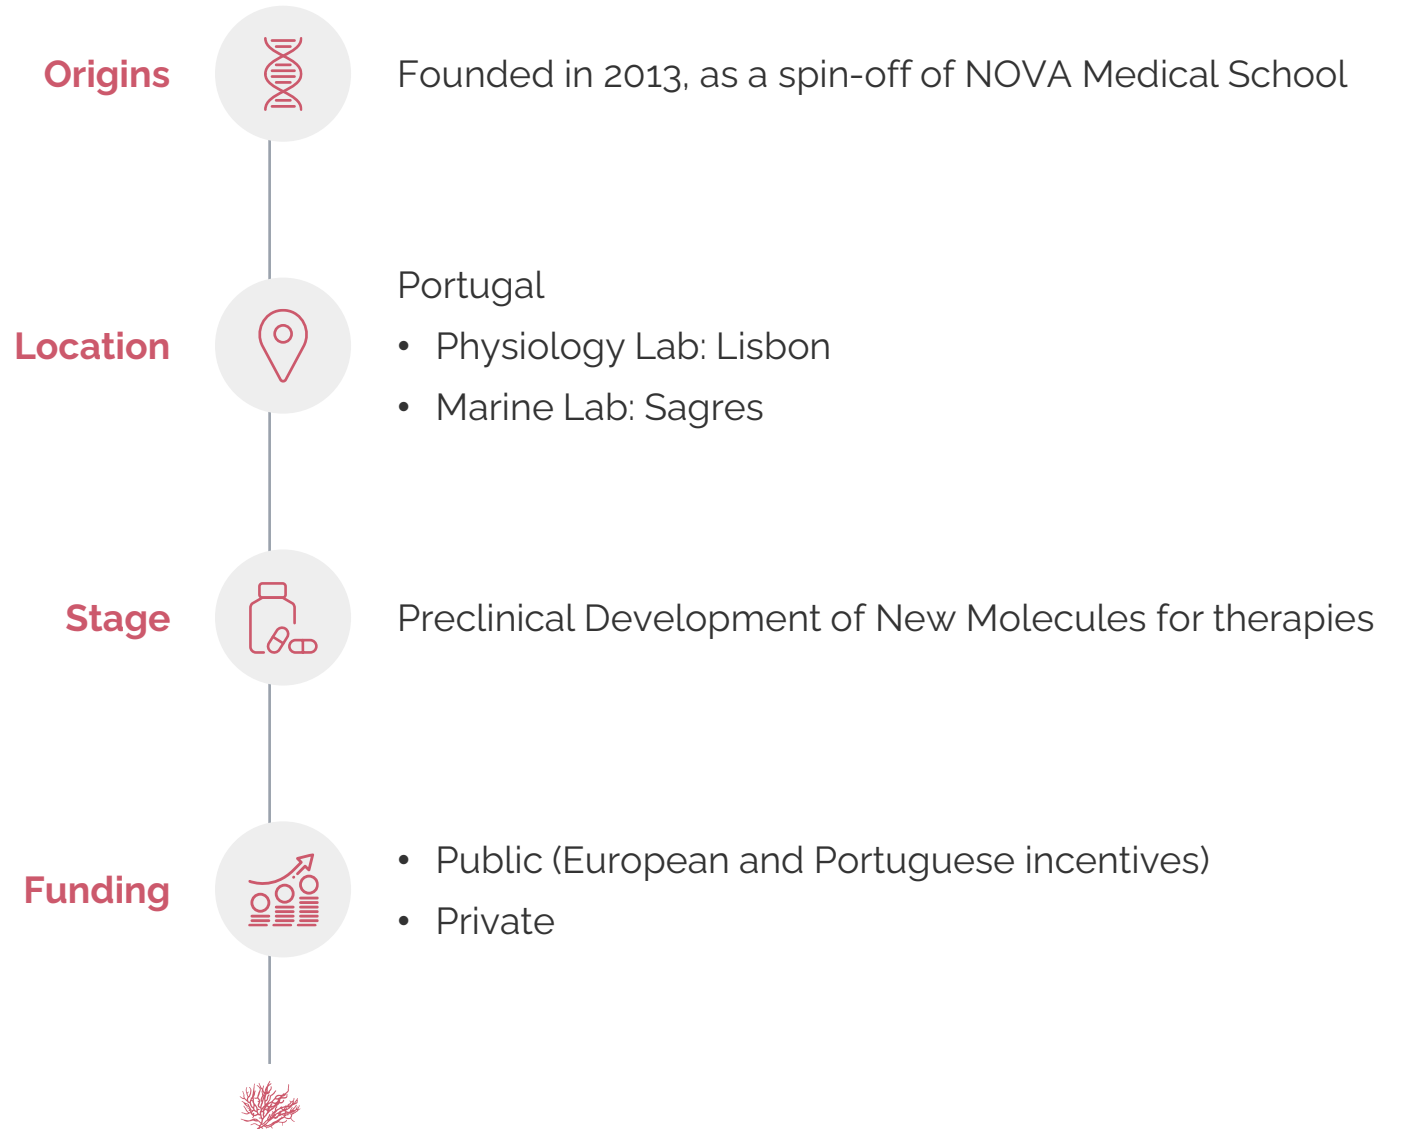 Origins
Founded in 2013, as a spin-off of NOVA Medical School
Location
Portugal
• Physiology Lab: Lisbon
• Marine Lab: Sagres
Stage
Preclinical Development of New Molecules for therapies
Funding
• Public (European and Portuguese incentives)
• Private